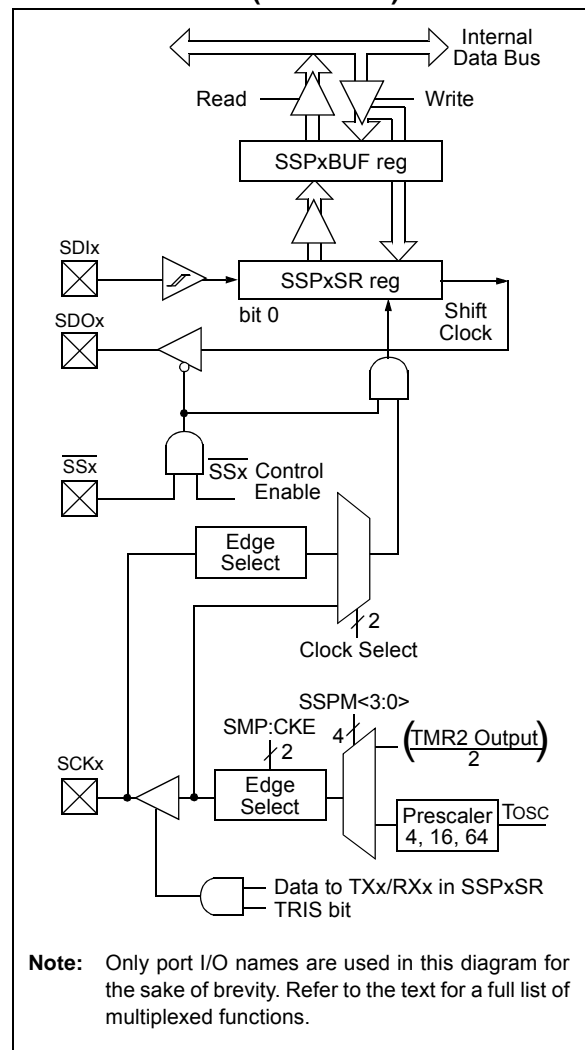 Internal
Data Bus
Read
Write
SSPxBUF reg
SDIx
SSPxSR reg
bit 0
Shift
Clock
SDOx
SSx
SSx Control
Enable
Edge
Select
2
Clock Select
SSPM<3:0>
SMP:CKE
4
2
(TMR2 Output)
2
SCKx
Edge
Select
Prescaler
4, 16, 64
TOSC
Data to TXx/RXx in SSPxSR
TRIS bit
Note: Only port I/O names are used in this diagram for
the sake of brevity. Refer to the text for a full list of
multiplexed functions.